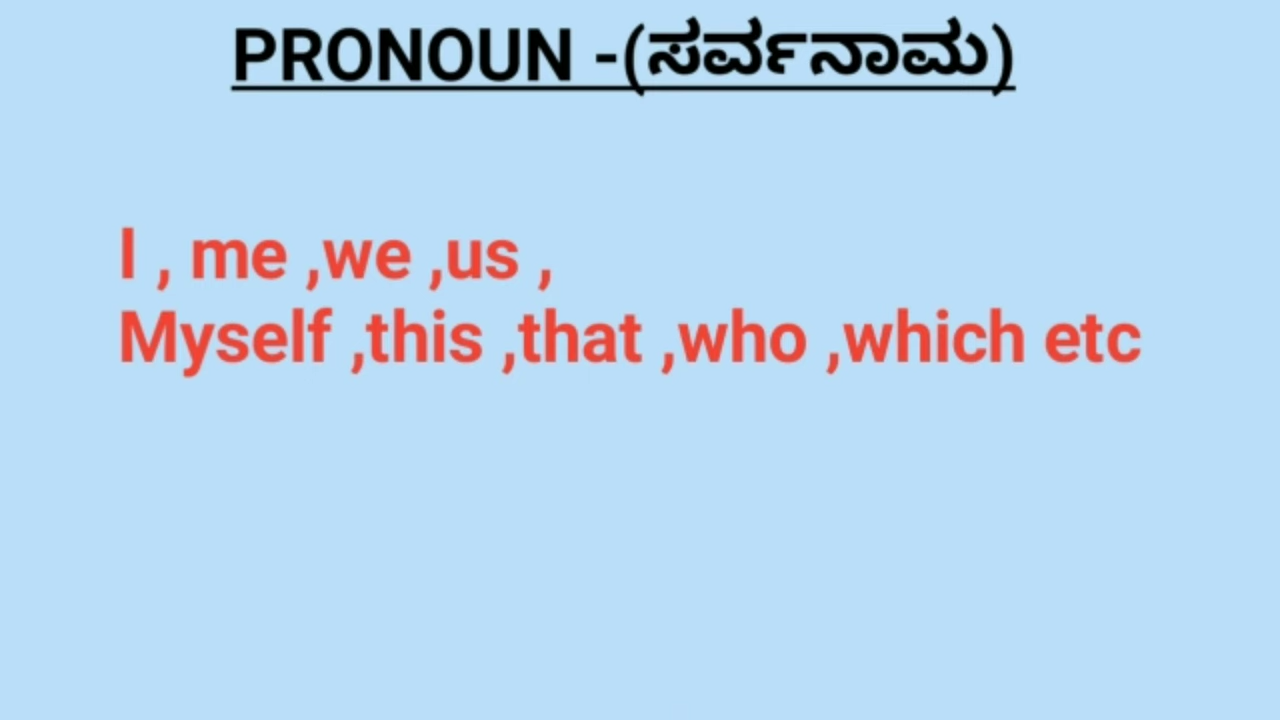 PRONOUN -(ಸರ್ವನಾಮ)
I , me ,we ,us ,
Myself ,this ,that ,who ,which etc